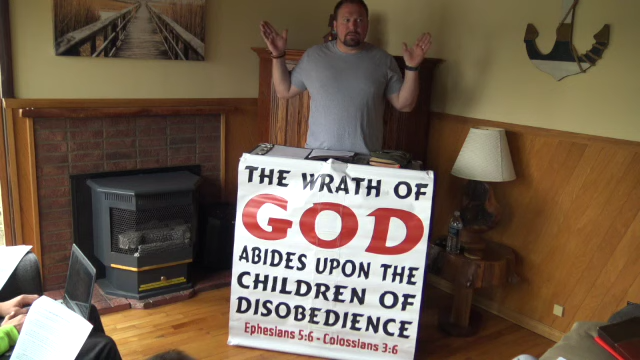 THE WRATH OF
GOD
ABIDES UPON THE
CHILDREN OF
DISOBEDIENCE
Ephesians 5:6 - Colossians 3:6